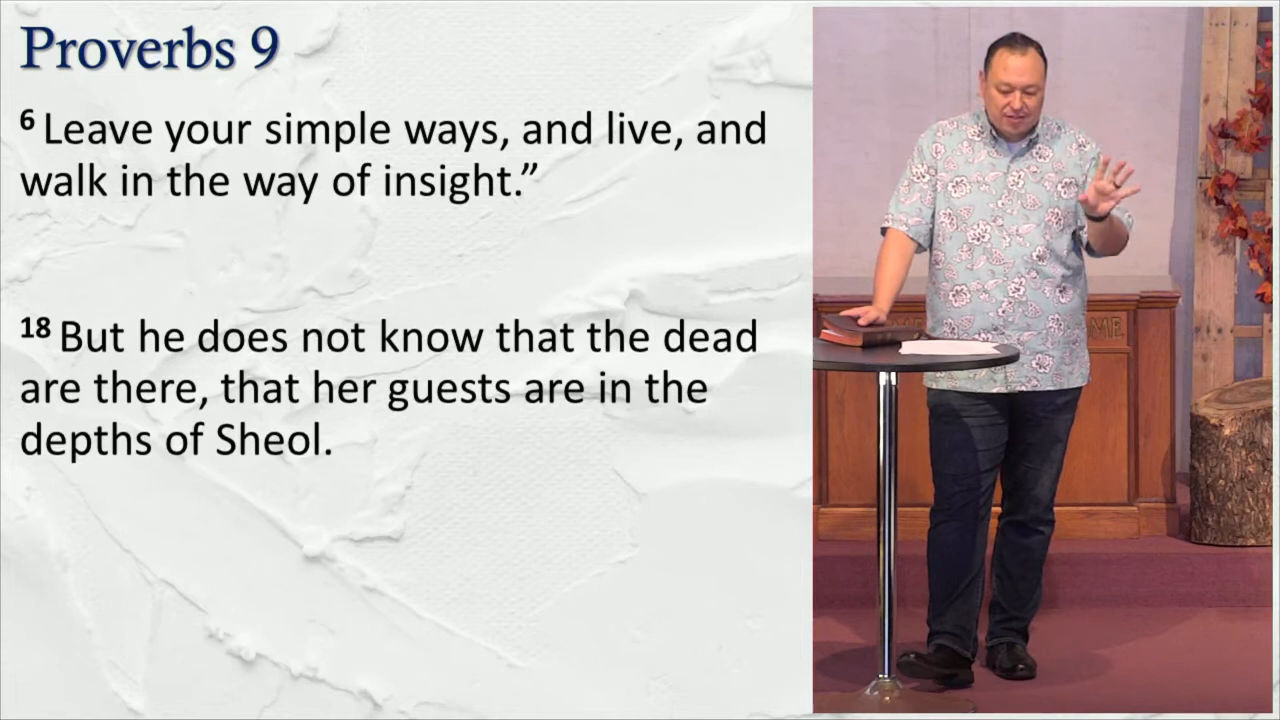 Proverbs 9
6 Leave your simple ways, and live, and
walk in the way of insight.”
18 But he does not know that the dead
are there, that her guests are in the
depths of Sheol.
ME